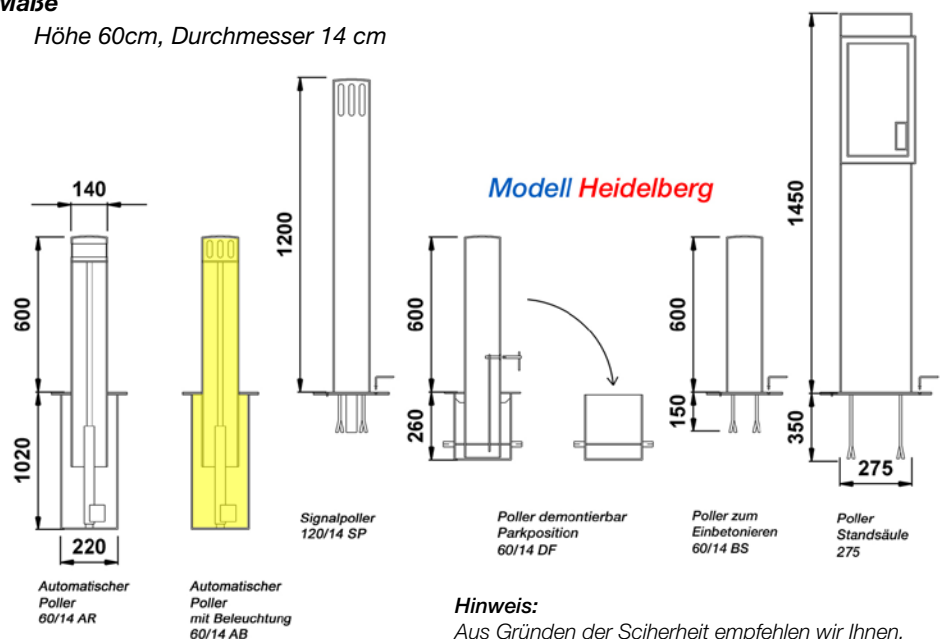 Maße
Höhe 60cm, Durchmesser 14 cm
Modell Heidelberg
140
600
1020
220
1200
600
260
600
150
1450
350
275
Automatischer
Poller
60/14 AR
Automatischer
Poller
mit Beleuchtung
60/14 AB
Signalpoller
120/14 SP
Poller demontierbar
Parkposition
60/14 DF
Poller zum
Einbetonieren
60/14 BS
Poller
Standsäule
275
Hinweis:
Aus Gründen der Sciherheit empfehlen wir Ihnen,